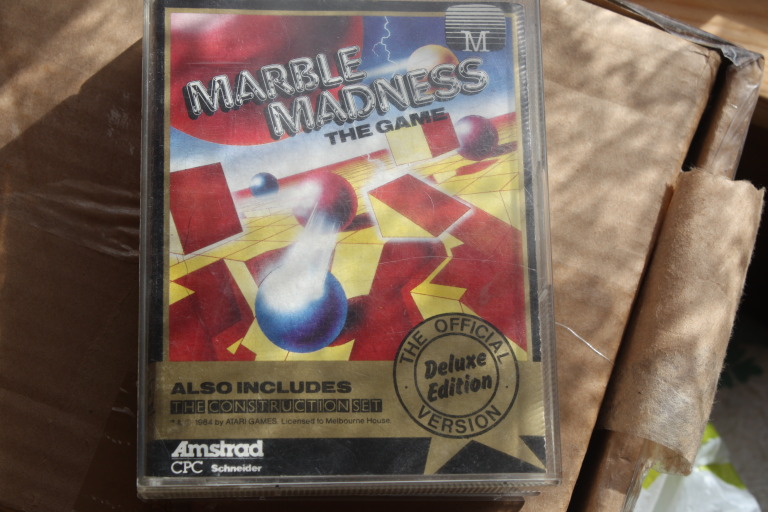 M
MARBLE
MADNESS
THE GAME
ALSO INCLUDES
THE CONSTRUCTION SET
1984 by ATARI GAMES. Licensed to Melbourne House.
THE OFFICIAL
Deluxe
Edition
VERSION
Amstrad
CPC Schneider